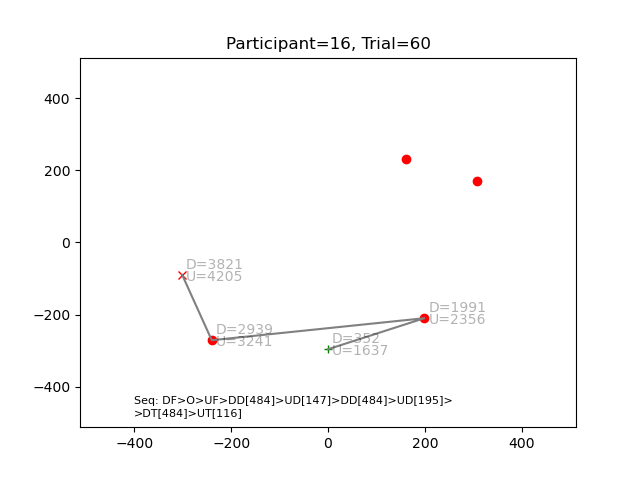 Participant=16, Trial=60
400
200
0
−200
−400
D=3821
U=4205
D=2939
U=3241
D=1991
U=2356
D=352
U=1637
Seq: DF>O>UF>DD[484]>UD[147]>DD[484]>UD[195]>
>DT[484]>UT[116]
−400
−200
0
200
400